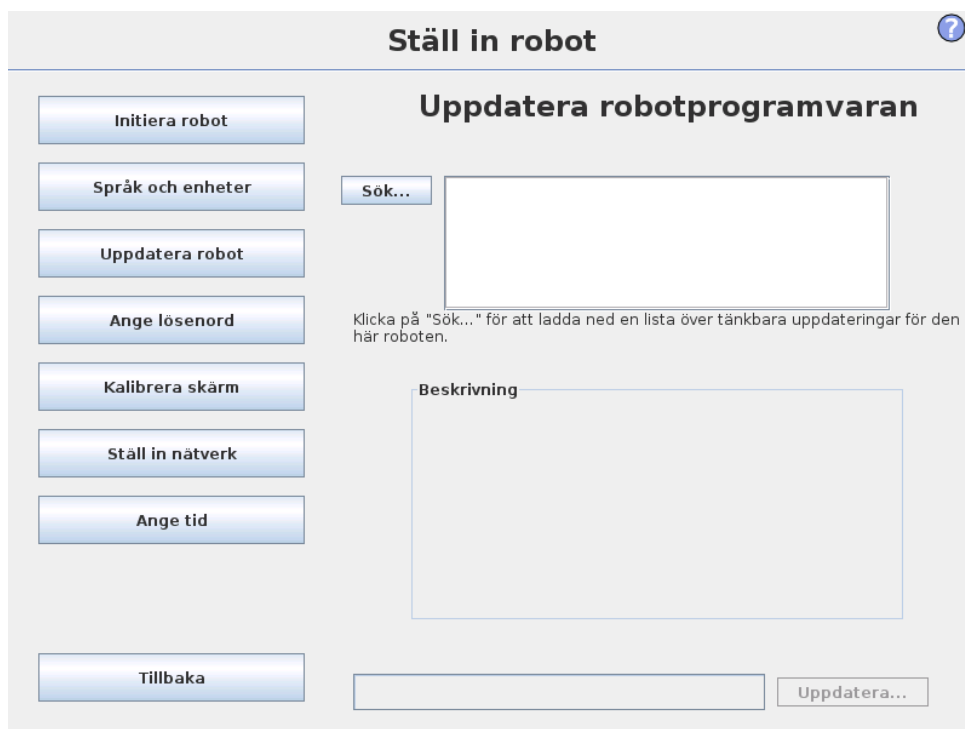 Ställ in robot
?
Initiera robot
Språk och enheter
Uppdatera robot
Ange lösenord
Kalibrera skärm
Ställ in nätverk
Ange tid
Tillbaka
Uppdatera robotprogramvaran
Sök...
Klicka på "Sök..." för att ladda ned en lista över tänkbara uppdateringar för den
här roboten.
Beskrivning
Uppdatera...